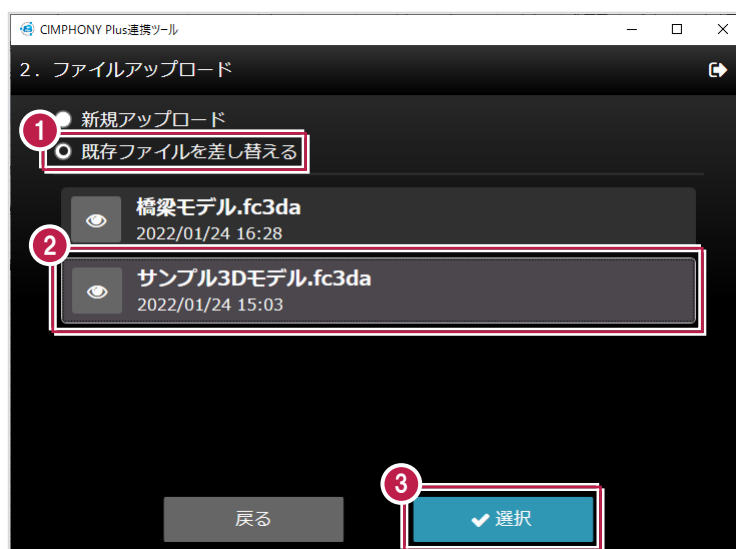 CIMPHONY Plus連携ツール
2．ファイルアップロード
新規アップロード
1
既存ファイルを差し替える
橋梁モデル.fc3da
2022/01/24 16:28
2
サンプル3Dモデル.fc3da
2022/01/24 15:03
3
戻る
選択